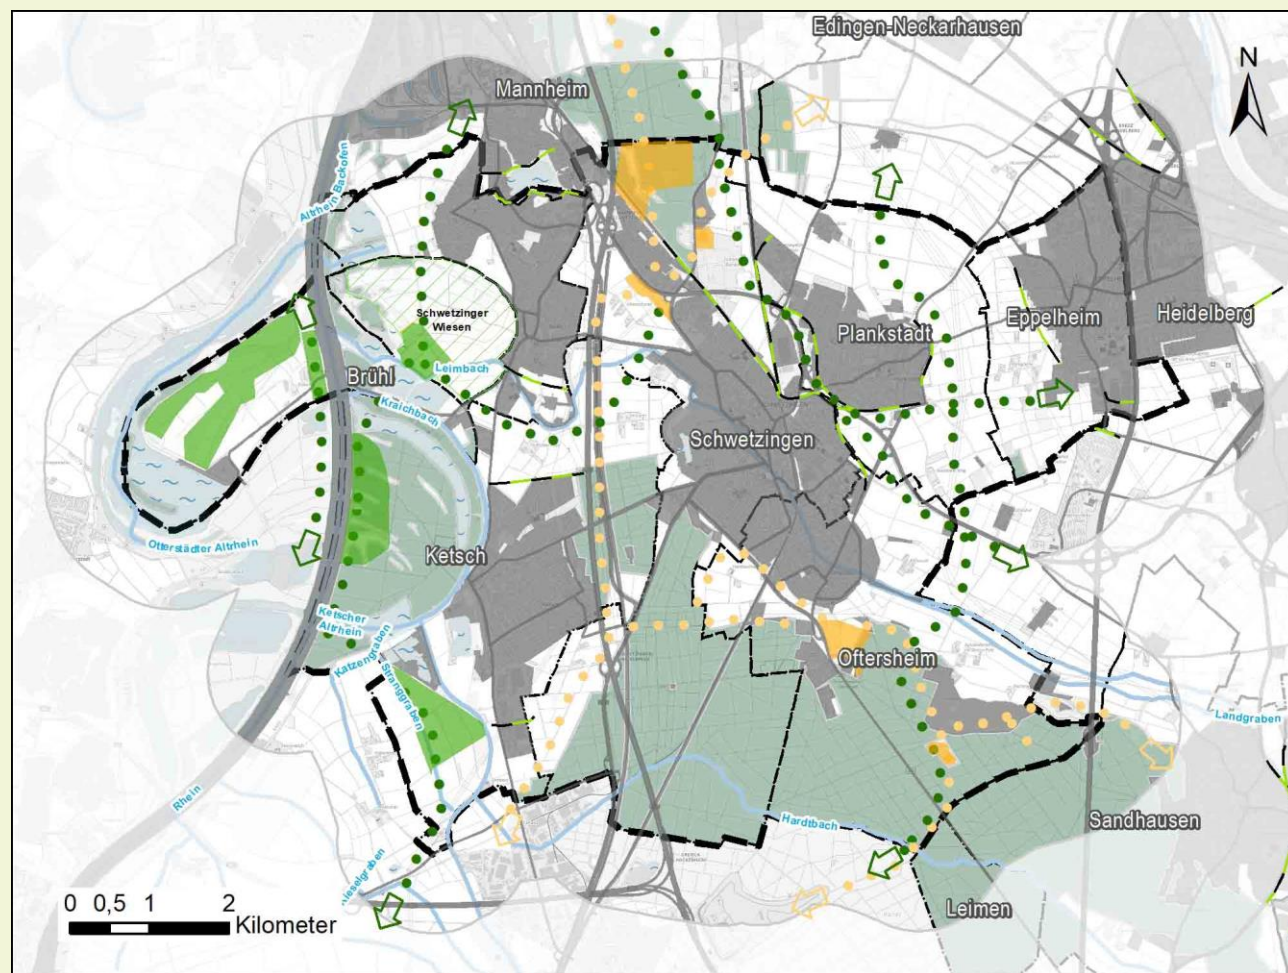 Edingen-Neckarhausen
N
Mannheim
Altrhein Backofen
Schwetzinger
Wiesen
Plankstadt
Eppelheim
Heidelberg
Brühl
Leimbach
Kraichbach
Schwetzingen
Otterstädter Altrhein
Ketsch
Ketscher
Altrhein
Katzengraben
Stranggraben
Oftersheim
Landgraben
Rhein
Hardtbach
Sandhausen
Leimen
0 0,5 1 2
Kilometer